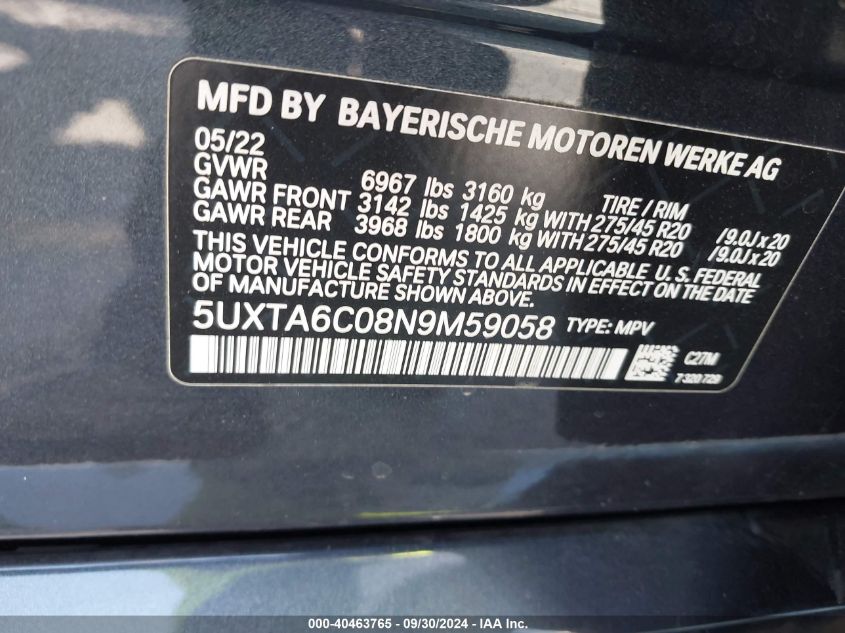 MFD BY BAYERISCHE MOTOREN WERKE AG
05/22
GVWR 6967 lbs 3160 kg TIRE / RIM
GAWR FRONT 3142 lbs 1425 kg WITH 275/45 R20 /9.0J x 20
GAWR REAR 3968 lbs 1800 kg WITH 275/45 R20 /9.0J x 20
THIS VEHICLE CONFORMS TO ALL APPLICABLE U.S. FEDERAL
MOTOR VEHICLE SAFETY STANDARDS IN EFFECT ON THE DATE
OF MANUFACTURE SHOWN ABOVE.
5UXTA6C08N9M59058 TYPE: MPV
C27M
7 320 729
000-40463765 - 09/30/2024 - IAA Inc.